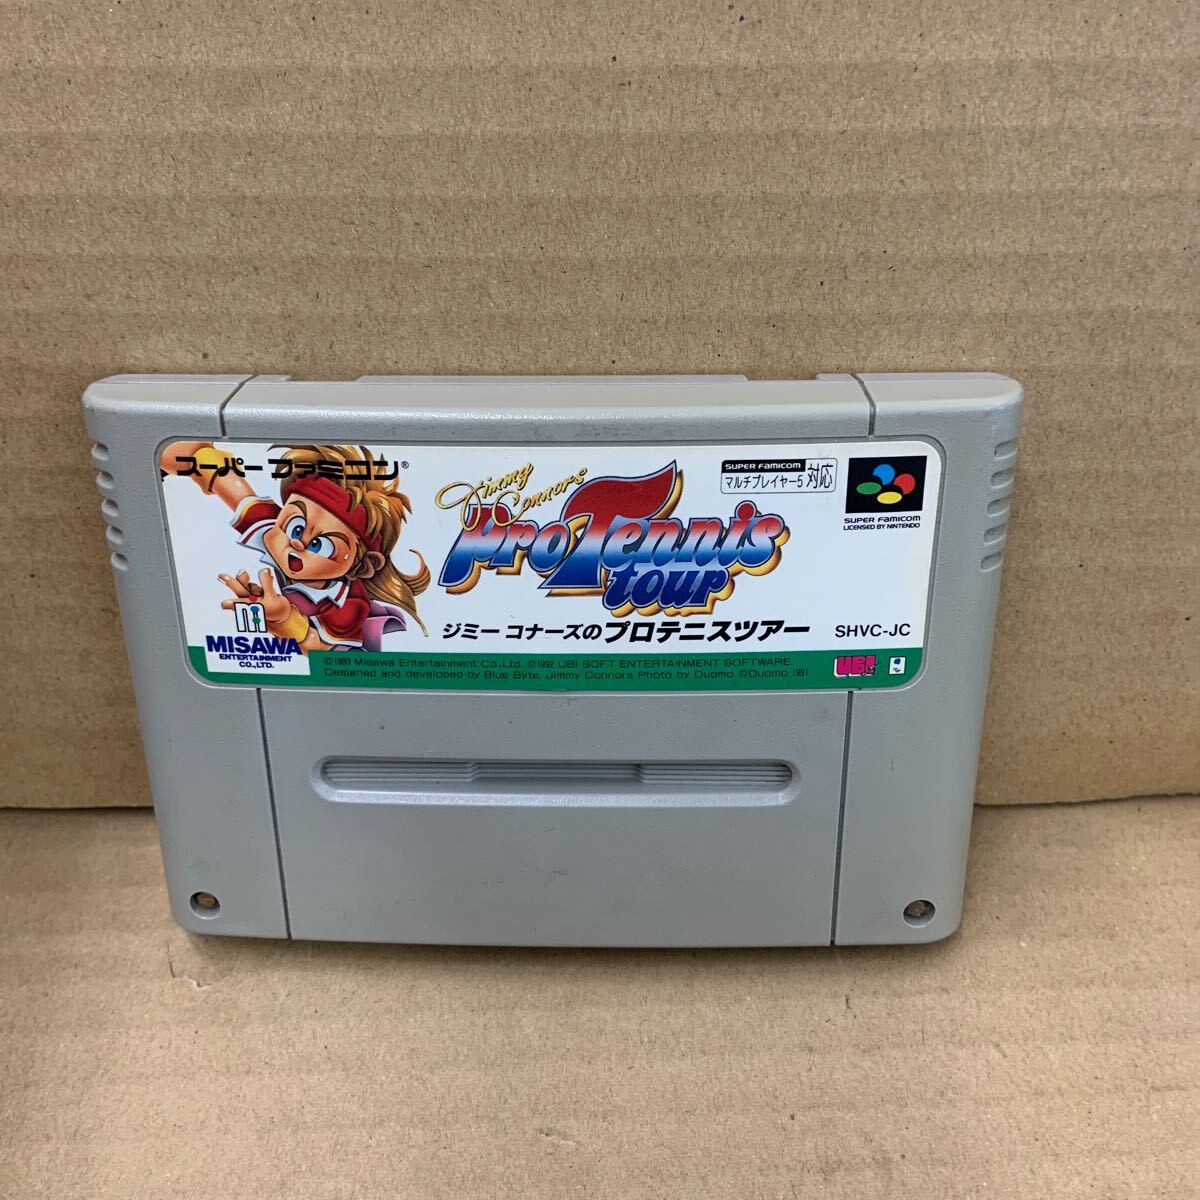 スーパーファミコン®
Jimmy
Connors
Pro Tennis
tour
ジミー コナーズのプロテニスツアー
SUPER FAMICOM
マルチプレイヤー5 対応
SUPER FAMICOM
LICENSED BY NINTENDO
SHVC-JC
MISAWA
ENTERTAINMENT
CO., LTD.
©1993 Misawa Entertainment Co., Ltd. ©1992 UBI SOFT ENTERTAINMENT SOFTWARE.
Designed and developed by Blue Byte. Jimmy Connors Photo by Duomo ©Duomo 1991
UBI